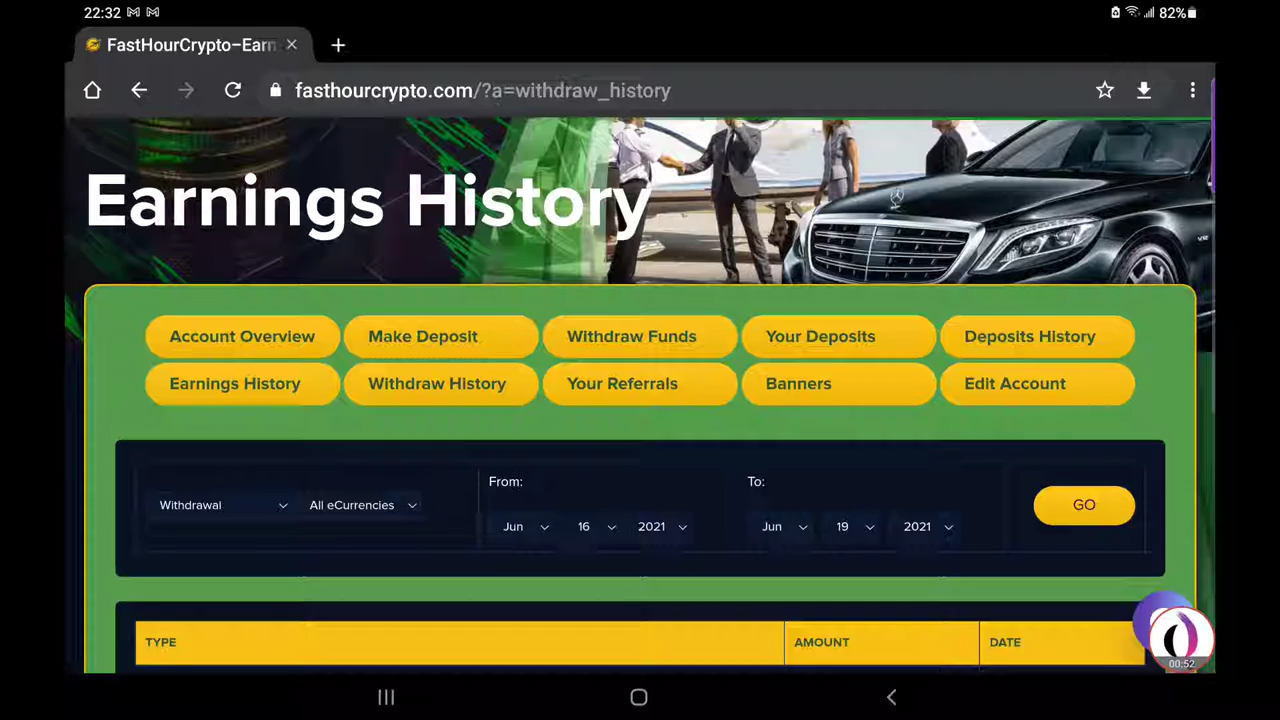 22:32
82%
FastHourCrypto–Earn
fasthourcrypto.com/?a=withdraw_history
Earnings History
Account Overview Make Deposit Withdraw Funds Your Deposits Deposits History
Earnings History Withdraw History Your Referrals Banners Edit Account
From: To:
Withdrawal All eCurrencies GO
Jun 16 2021 Jun 19 2021
TYPE AMOUNT DATE
00:52